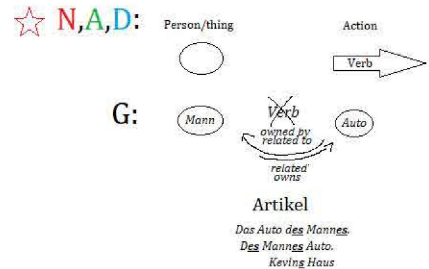 N,A,D: Person/thing Action
Verb
G: Mann Verb Auto
owned by
related to
related
owns
Artikel
Das Auto des Mannes.
Des Mannes Auto.
Kevins Haus